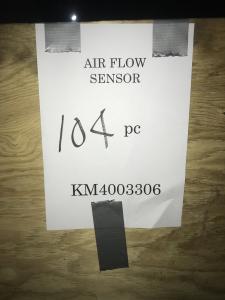 AIR FLOW
SENSOR
104 pc
KM4003306